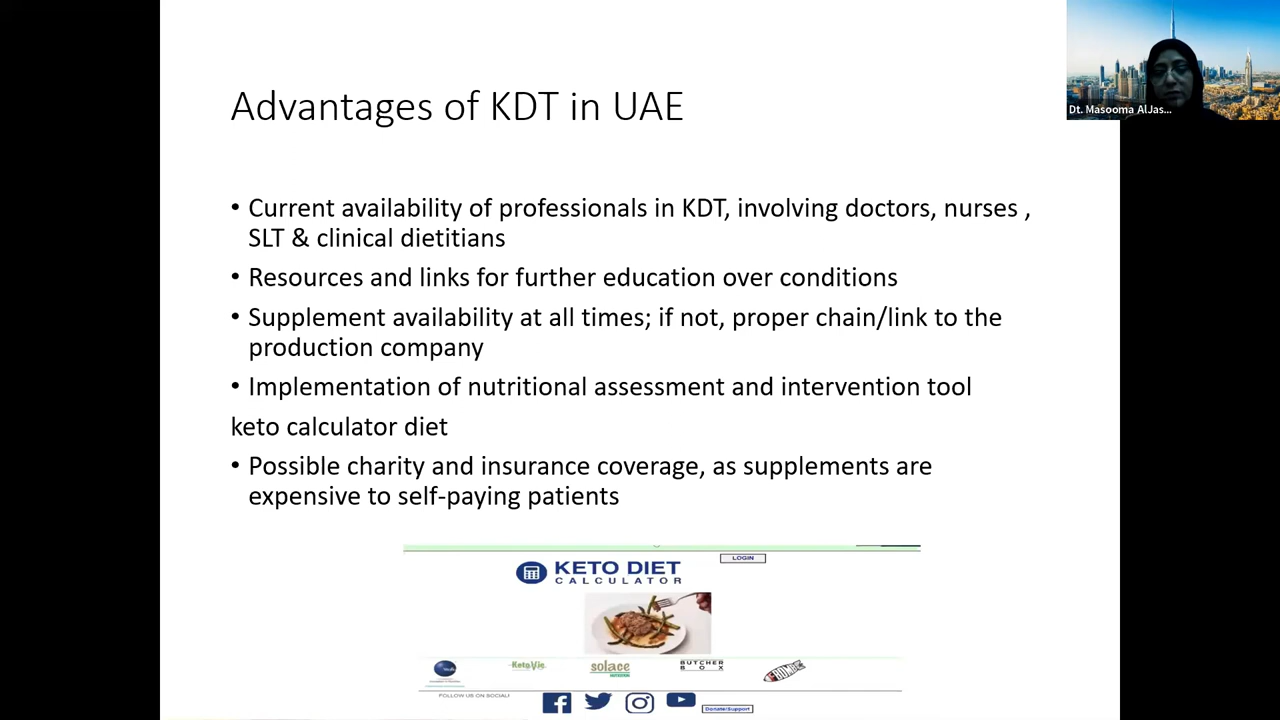 Advantages of KDT in UAE
Dt. Masooma AlJas...
• Current availability of professionals in KDT, involving doctors, nurses ,
SLT & clinical dietitians
• Resources and links for further education over conditions
• Supplement availability at all times; if not, proper chain/link to the
production company
• Implementation of nutritional assessment and intervention tool
keto calculator diet
• Possible charity and insurance coverage, as supplements are
expensive to self-paying patients
LOGIN
KETO DIET
CALCULATOR
KetoVie
solace
NUTRITION
BUTCHER
BOX
FOLLOW US ON SOCIAL!
Donate/Support